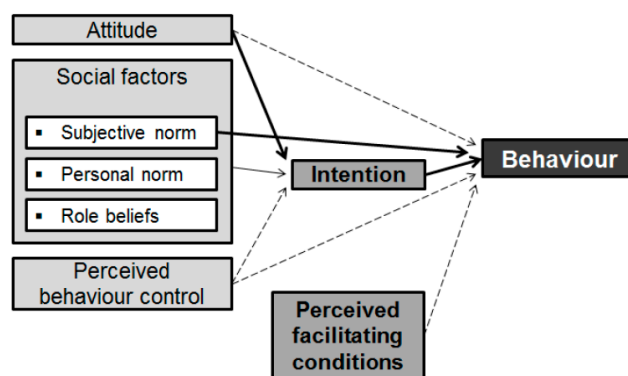 Attitude
Social factors
▪ Subjective norm
▪ Personal norm
▪ Role beliefs
Perceived
behaviour control
Intention
Behaviour
Perceived
facilitating
conditions